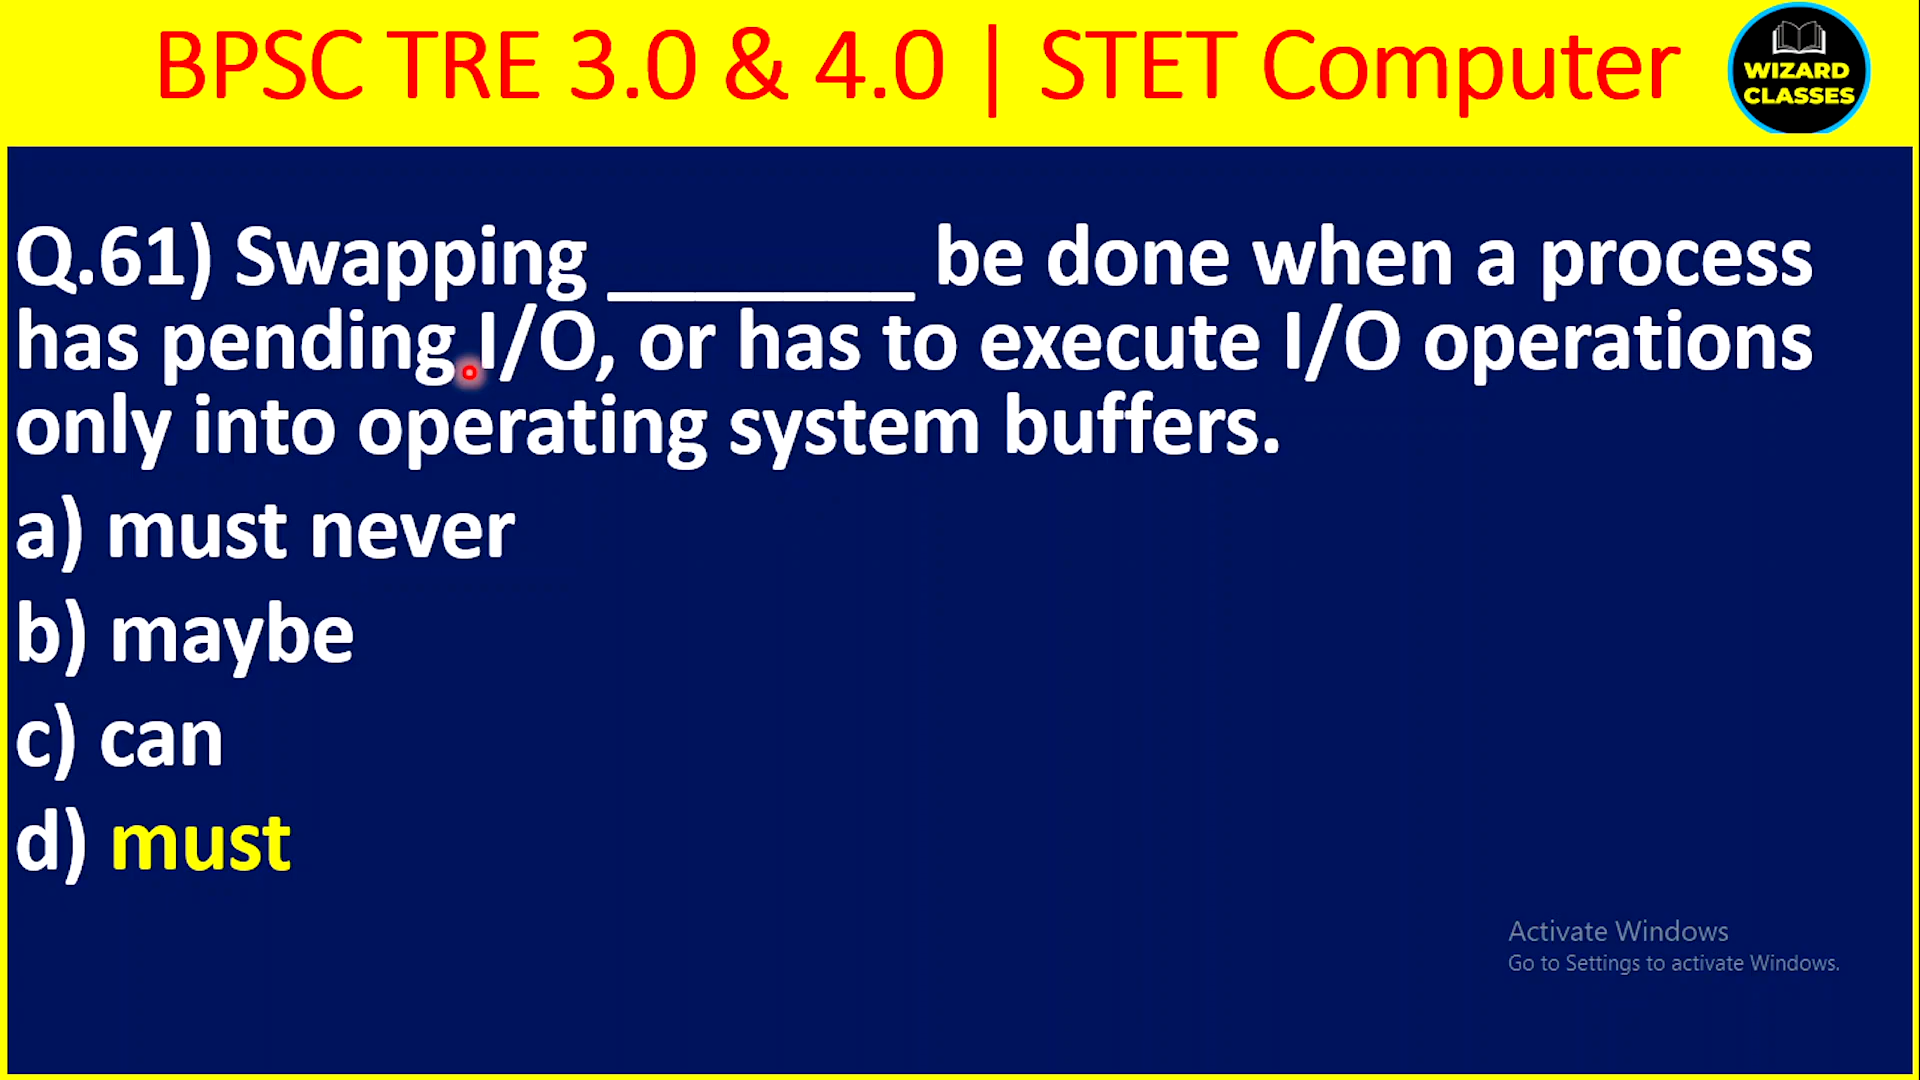 BPSC TRE 3.0 & 4.0 | STET Computer
WIZARD
CLASSES
Q.61) Swapping ________ be done when a process
has pending I/O, or has to execute I/O operations
only into operating system buffers.
a) must never
b) maybe
c) can
d) must
Activate Windows
Go to Settings to activate Windows.